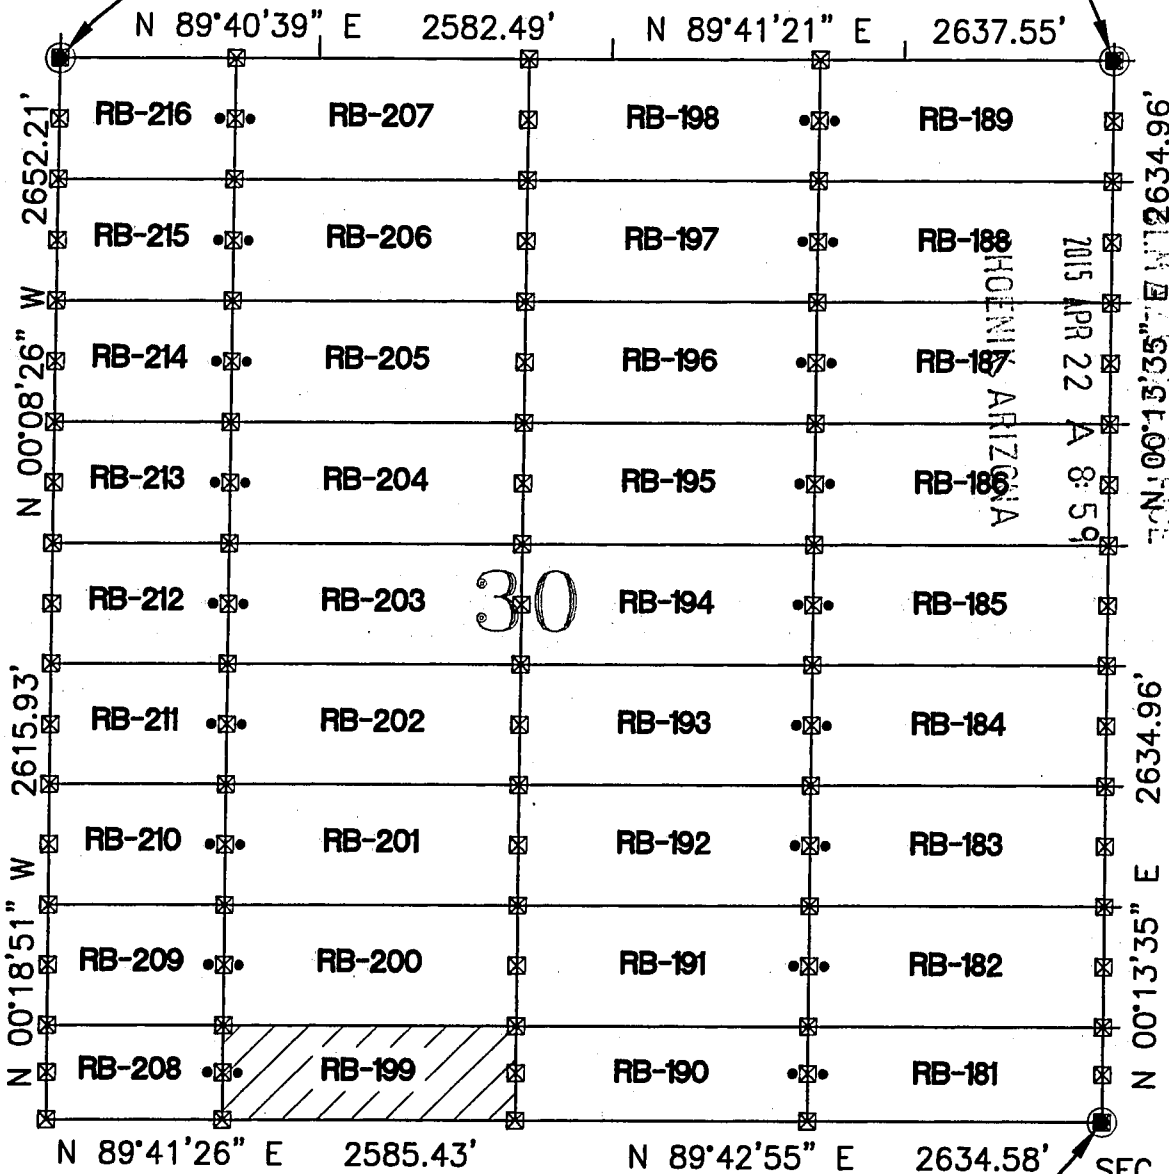 N 89°40'39" E 2582.49' N 89°41'21" E 2637.55'
RB-216 RB-207 RB-198 RB-189
RB-215 RB-206 RB-197 RB-188
RB-214 RB-205 RB-196 RB-187
RB-213 RB-204 RB-195 RB-186
RB-212 RB-203 RB-194 RB-185
30
RB-211 RB-202 RB-193 RB-184
RB-210 RB-201 RB-192 RB-183
RB-209 RB-200 RB-191 RB-182
RB-208 RB-199 RB-190 RB-181
N 89°41'26" E 2585.43' N 89°42'55" E 2634.58'
SEC
N 00°08'26" W 2652.21'
N 00°18'51" W 2615.93'
N 00°13'35" E 2634.96'
N 00°13'35" E 2634.96'
HOENIX ARIZONA
2015 APR 22 A 8:59